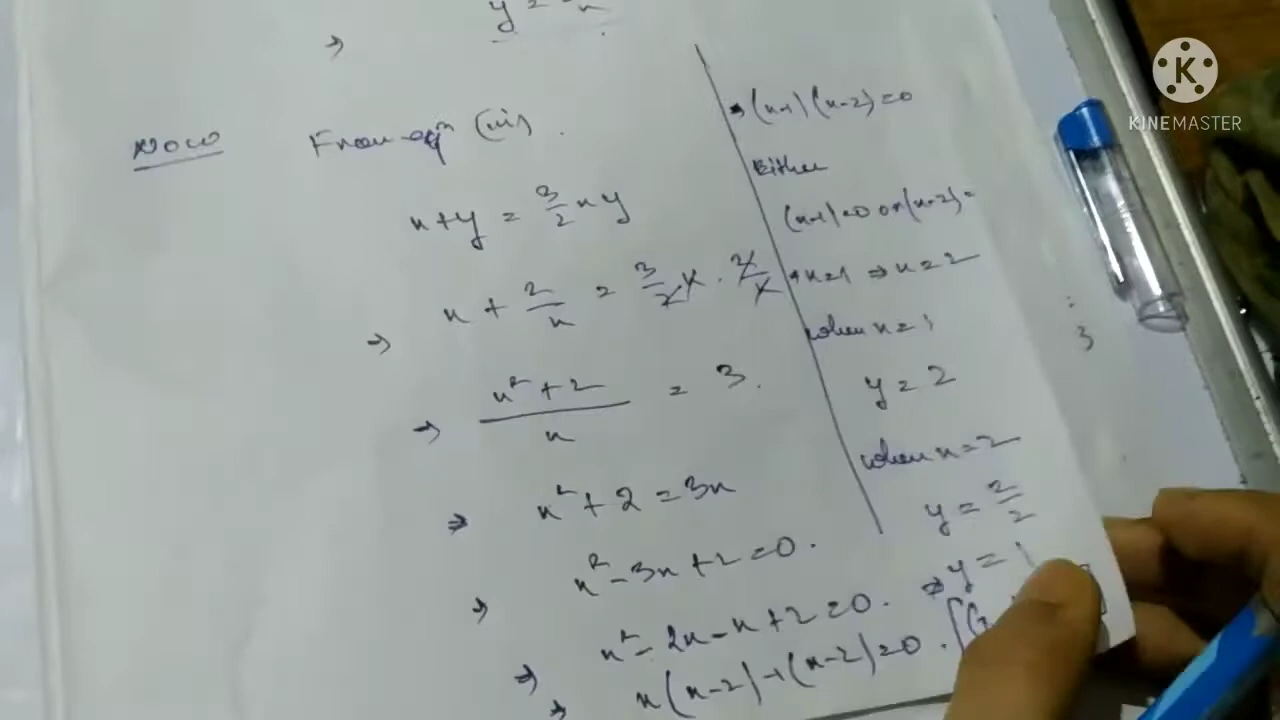 y = 2/x
⇒
Now From eqn (iii).
x + y = 3/2 xy
⇒ x + 2/x = 3/2 x · 2/x
⇒ (x² + 2)/x = 3.
⇒ x² + 2 = 3x
⇒ x² - 3x + 2 = 0.
⇒ x² - 2x - x + 2 = 0.
⇒ x(x-2) -1(x-2) = 0.
⇒ (x-1)(x-2) = 0
Either
(x-1) = 0 or (x-2) =
x = 1 ⇒ x = 2
when x = 1
y = 2
when x = 2
y = 2/2
⇒ y = 1
3
K
KINEMASTER